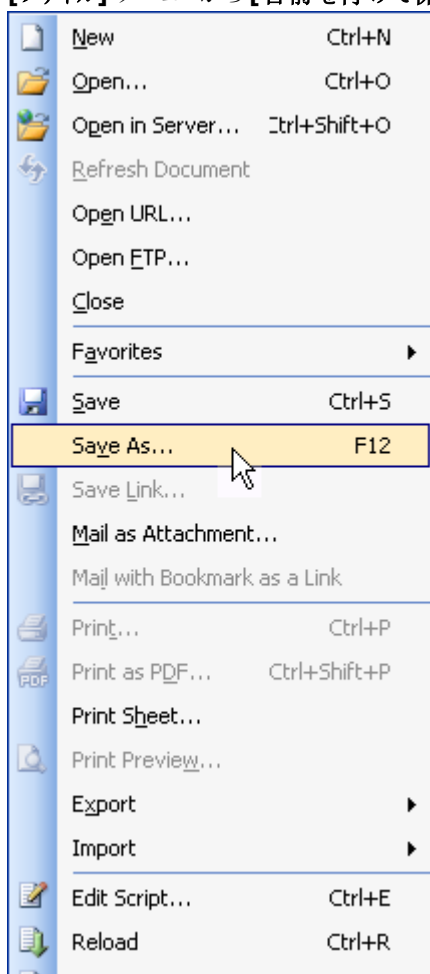 New Ctrl+N
Open... Ctrl+O
Open in Server... Ctrl+Shift+O
Refresh Document
Open URL...
Open FTP...
Close
Favorites
Save Ctrl+S
Save As... F12
Save Link...
Mail as Attachment...
Mail with Bookmark as a Link
Print... Ctrl+P
PDF Print as PDF... Ctrl+Shift+P
Print Sheet...
Print Preview...
Export
Import
Edit Script... Ctrl+E
Reload Ctrl+R